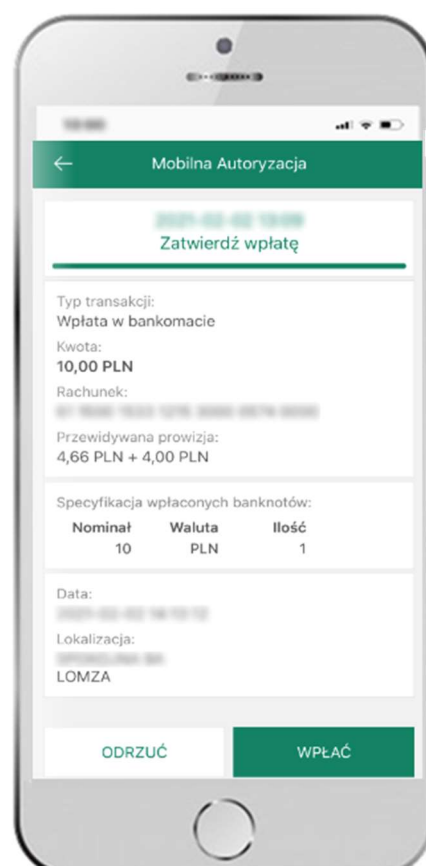 Mobilna Autoryzacja
Zatwierdź wpłatę
Typ transakcji:
Wpłata w bankomacie
Kwota:
10,00 PLN
Rachunek:
Przewidywana prowizja:
4,66 PLN + 4,00 PLN
Specyfikacja wpłaconych banknotów:
Nominał Waluta Ilość
10 PLN 1
Data:
Lokalizacja:
LOMZA
ODRZUĆ WPŁAĆ